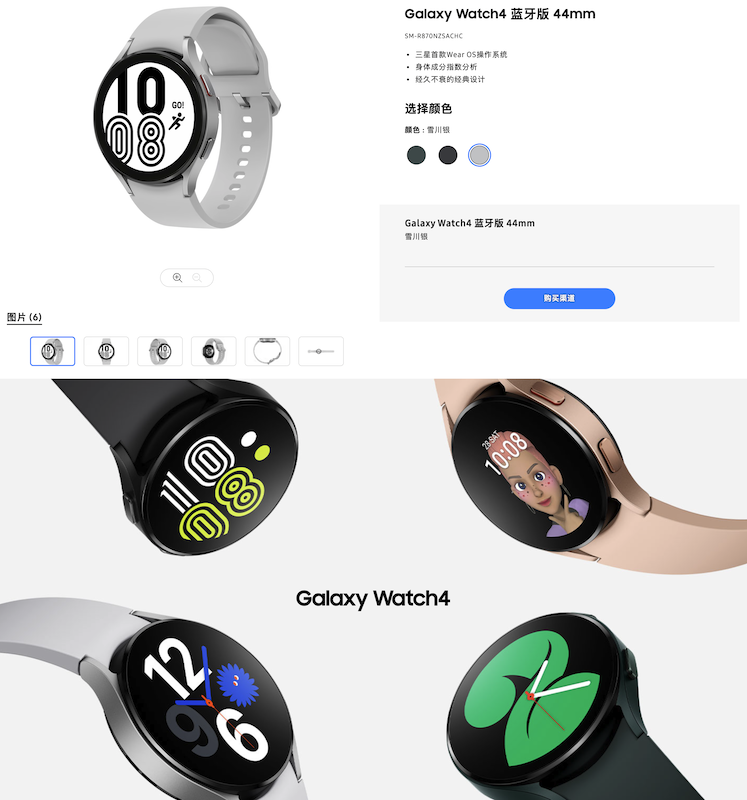 10
08
GO!
Galaxy Watch4 蓝牙版 44mm
SM-R870NZSACHC
• 三星首款Wear OS操作系统
• 身体成分指数分析
• 经久不衰的经典设计
选择颜色
颜色 : 雪川银
Galaxy Watch4 蓝牙版 44mm
雪川银
购买渠道
图片 (6)
110
08
28 SAT
10:08
Galaxy Watch4
12
9
6